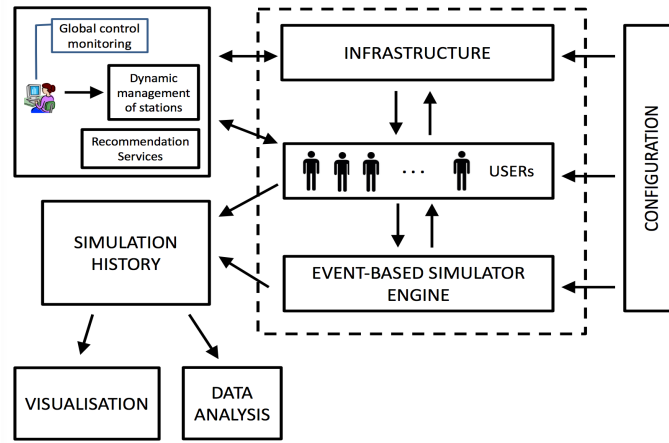 Global control
monitoring
Dynamic
management
of stations
Recommendation
Services
INFRASTRUCTURE
... USERs
CONFIGURATION
SIMULATION
HISTORY
EVENT-BASED SIMULATOR
ENGINE
VISUALISATION
DATA
ANALYSIS